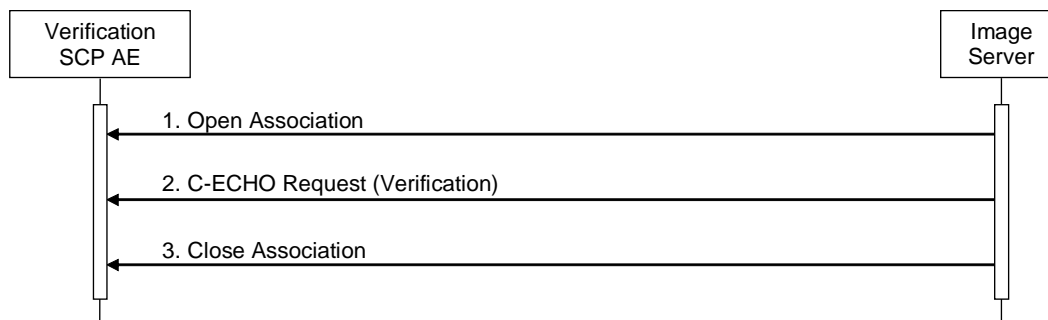 Verification
SCP AE
Image
Server
1. Open Association
2. C-ECHO Request (Verification)
3. Close Association